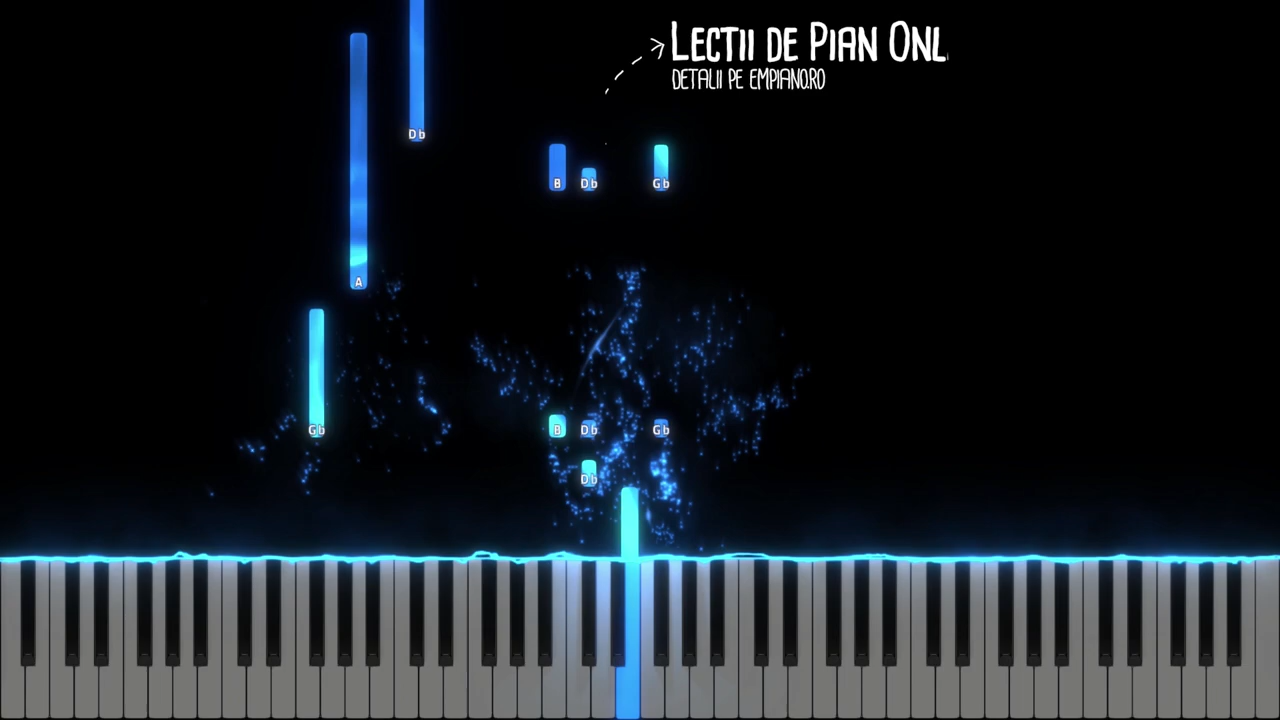 LECTII DE PIAN ONL
DETALII PE EMPIANO.RO
Db
B Db Gb
A
Gb B Db Gb
Db